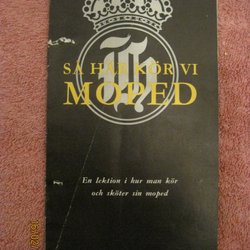 SÅ HÄR KÖR VI
MOPED
En lektion i hur man kör
och sköter sin moped